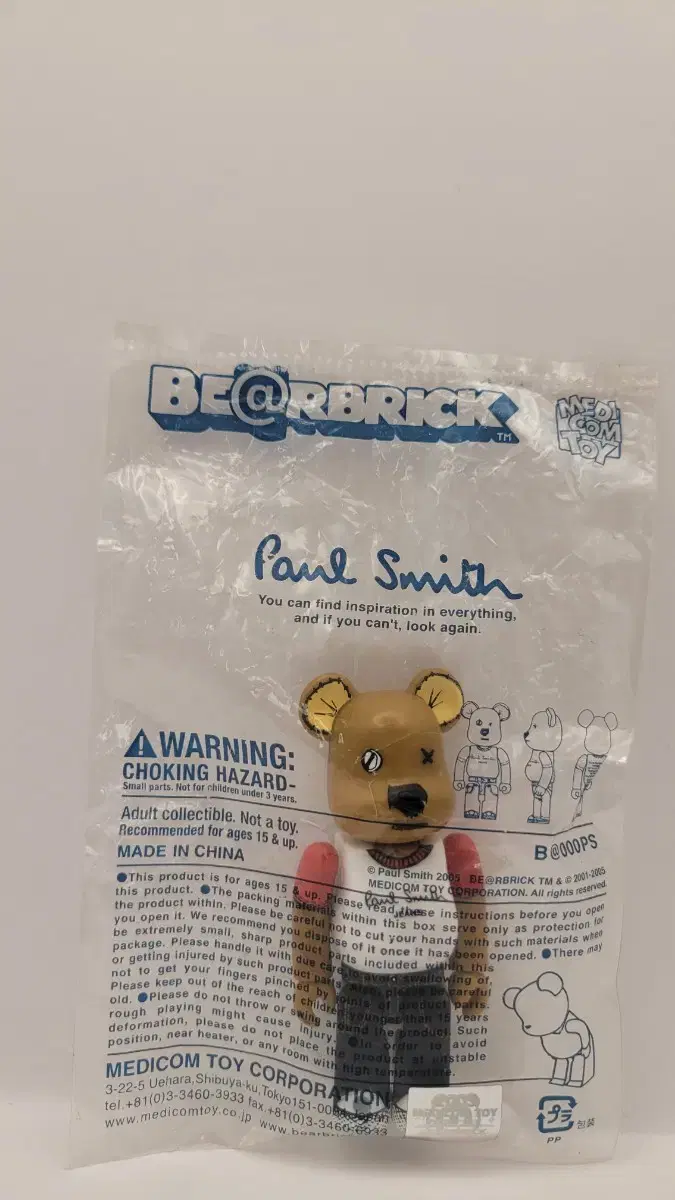 BE@RBRICK TM
MEDI
COM
TOY
Paul Smith
You can find inspiration in everything,
and if you can't, look again.
WARNING:
CHOKING HAZARD-
Small parts. Not for children under 3 years.
Adult collectible. Not a toy.
Recommended for ages 15 & up.
MADE IN CHINA
B@000PS
© Paul Smith 2005 BE@RBRICK TM & © 2001-2005
MEDICOM TOY CORPORATION. All rights reserved.
Paul Smith
●This product is for ages 15 & up. Please read these instructions before you open
this product. ●The packing materials within this box serve only as protection for
the product within. Please be careful not to cut your hands with such materials when
you open it. We recommend you dispose of it once it has been opened. ●There may
be extremely small, sharp product parts included within this
package. Please handle it with due care to avoid swallowing of,
or getting injured by such product parts. Also, please be careful
not to get your fingers pinched by joints of product parts.
Please keep out of the reach of children younger than 15 years
old. ●Please do not throw or swing around the product. Such
rough playing might cause injury. ●In order to avoid
deformation, please do not place the product at unstable
position, near heater, or any room with high temperature.
MEDICOM TOY CORPORATION
3-22-5 Uehara, Shibuya-ku, Tokyo 151-0064 Japan
tel.+81(0)3-3460-3933 fax.+81(0)3-3460-6933
www.medicomtoy.co.jp
TOY
プラ
包装
PP